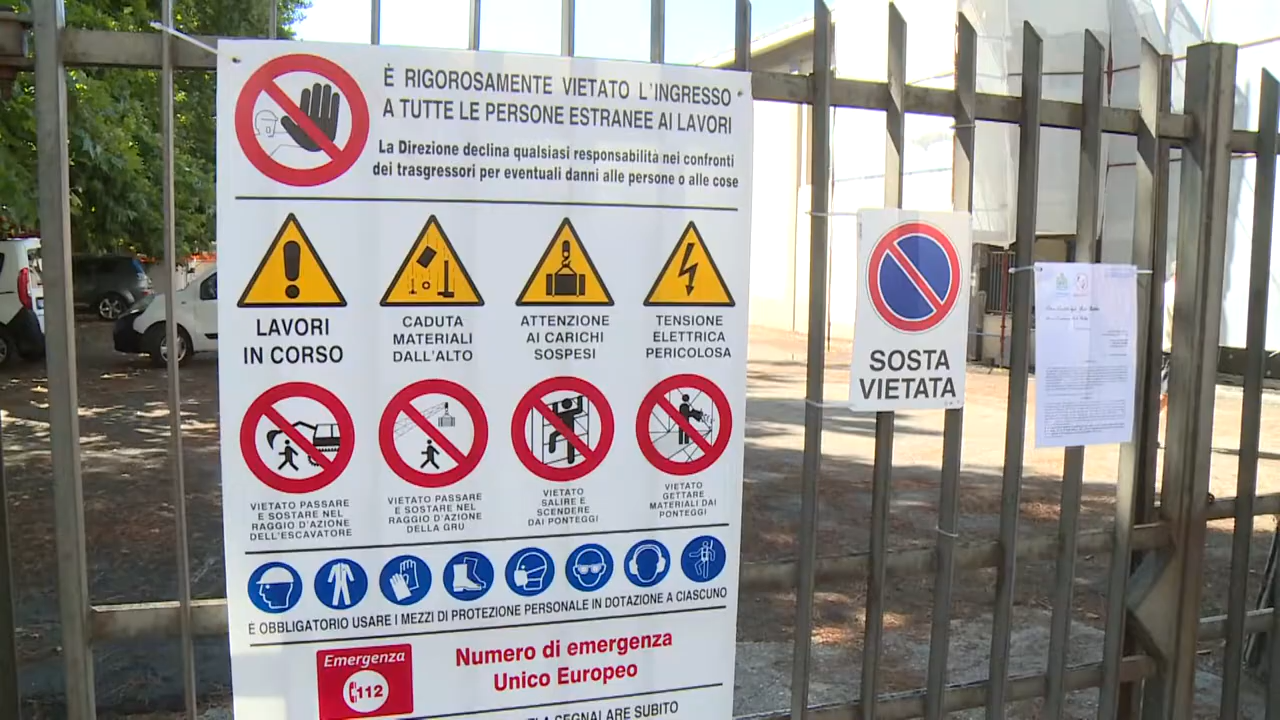 È RIGOROSAMENTE VIETATO L'INGRESSO
A TUTTE LE PERSONE ESTRANEE AI LAVORI
La Direzione declina qualsiasi responsabilità nei confronti
dei trasgressori per eventuali danni alle persone o alle cose
LAVORI
IN CORSO
CADUTA
MATERIALI
DALL'ALTO
ATTENZIONE
AI CARICHI
SOSPESI
TENSIONE
ELETTRICA
PERICOLOSA
VIETATO PASSARE
E SOSTARE NEL
RAGGIO D'AZIONE
DELL'ESCAVATORE
VIETATO PASSARE
E SOSTARE NEL
RAGGIO D'AZIONE
DELLA GRU
VIETATO
SALIRE E
SCENDERE
DAI PONTEGGI
VIETATO
GETTARE
MATERIALI DAI
PONTEGGI
È OBBLIGATORIO USARE I MEZZI DI PROTEZIONE PERSONALE IN DOTAZIONE A CIASCUNO
Emergenza
112
Numero di emergenza
Unico Europeo
SEGNALARE SUBITO
SOSTA
VIETATA